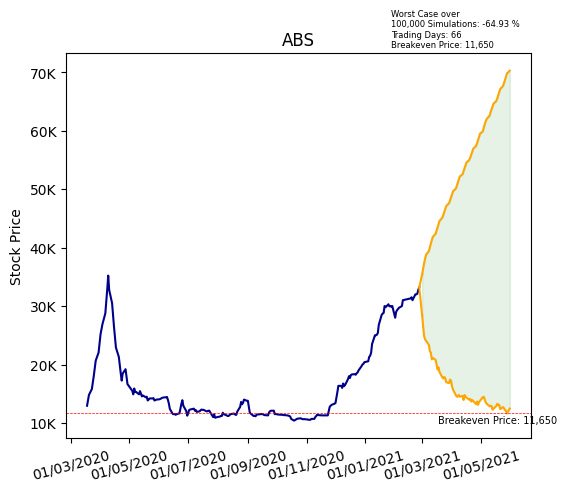 Worst Case over
100,000 Simulations: -64.93 %
Trading Days: 66
Breakeven Price: 11,650
ABS
Stock Price
70K
60K
50K
40K
30K
20K
10K
Breakeven Price: 11,650
01/03/2020
01/05/2020
01/07/2020
01/09/2020
01/11/2020
01/01/2021
01/03/2021
01/05/2021